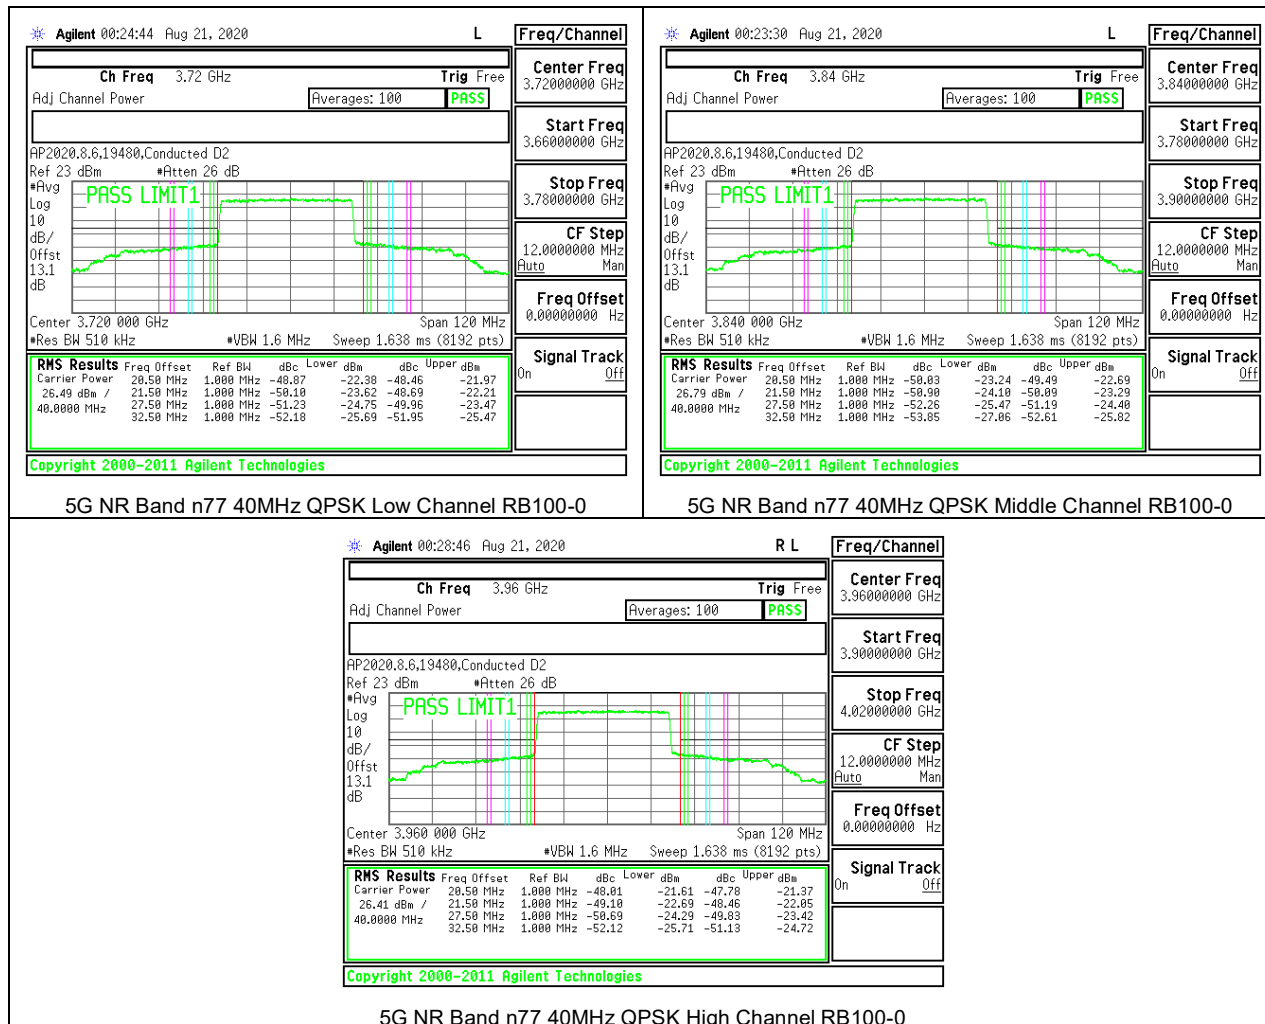 Agilent 00:24:44 Aug 21, 2020 L
Freq/Channel
Ch Freq 3.72 GHz Trig Free
Adj Channel Power Averages: 100 PASS
AP2020.8.6,19480,Conducted D2
Ref 23 dBm #Atten 26 dB
#Avg
Log
10
dB/
Offst
13.1
dB
PASS LIMIT1
Center 3.720 000 GHz Span 120 MHz
#Res BW 510 kHz #VBW 1.6 MHz Sweep 1.638 ms (8192 pts)
RMS Results Freq Offset Ref BW dBc Lower dBm dBc Upper dBm
Carrier Power 20.50 MHz 1.000 MHz -48.87 -22.38 -48.46 -21.97
26.49 dBm / 21.50 MHz 1.000 MHz -50.10 -23.62 -48.69 -22.21
40.0000 MHz 27.50 MHz 1.000 MHz -51.23 -24.75 -49.96 -23.47
32.50 MHz 1.000 MHz -52.18 -25.69 -51.95 -25.47
Copyright 2000-2011 Agilent Technologies
Center Freq
3.72000000 GHz
Start Freq
3.66000000 GHz
Stop Freq
3.78000000 GHz
CF Step
12.0000000 MHz
Auto Man
Freq Offset
0.00000000 Hz
Signal Track
On Off
5G NR Band n77 40MHz QPSK Low Channel RB100-0
Agilent 00:23:30 Aug 21, 2020 L
Freq/Channel
Ch Freq 3.84 GHz Trig Free
Adj Channel Power Averages: 100 PASS
AP2020.8.6,19480,Conducted D2
Ref 23 dBm #Atten 26 dB
#Avg
Log
10
dB/
Offst
13.1
dB
PASS LIMIT1
Center 3.840 000 GHz Span 120 MHz
#Res BW 510 kHz #VBW 1.6 MHz Sweep 1.638 ms (8192 pts)
RMS Results Freq Offset Ref BW dBc Lower dBm dBc Upper dBm
Carrier Power 20.50 MHz 1.000 MHz -50.03 -23.24 -49.49 -22.69
26.79 dBm / 21.50 MHz 1.000 MHz -50.90 -24.10 -50.09 -23.29
40.0000 MHz 27.50 MHz 1.000 MHz -52.26 -25.47 -51.19 -24.40
32.50 MHz 1.000 MHz -53.85 -27.06 -52.61 -25.82
Copyright 2000-2011 Agilent Technologies
Center Freq
3.84000000 GHz
Start Freq
3.78000000 GHz
Stop Freq
3.90000000 GHz
CF Step
12.0000000 MHz
Auto Man
Freq Offset
0.00000000 Hz
Signal Track
On Off
5G NR Band n77 40MHz QPSK Middle Channel RB100-0
Agilent 00:28:46 Aug 21, 2020 R L
Freq/Channel
Ch Freq 3.96 GHz Trig Free
Adj Channel Power Averages: 100 PASS
AP2020.8.6,19480,Conducted D2
Ref 23 dBm #Atten 26 dB
#Avg
Log
10
dB/
Offst
13.1
dB
PASS LIMIT1
Center 3.960 000 GHz Span 120 MHz
#Res BW 510 kHz #VBW 1.6 MHz Sweep 1.638 ms (8192 pts)
RMS Results Freq Offset Ref BW dBc Lower dBm dBc Upper dBm
Carrier Power 20.50 MHz 1.000 MHz -48.01 -21.61 -47.78 -21.37
26.41 dBm / 21.50 MHz 1.000 MHz -49.10 -22.69 -48.46 -22.05
40.0000 MHz 27.50 MHz 1.000 MHz -50.69 -24.29 -49.83 -23.42
32.50 MHz 1.000 MHz -52.12 -25.71 -51.13 -24.72
Copyright 2000-2011 Agilent Technologies
Center Freq
3.96000000 GHz
Start Freq
3.90000000 GHz
Stop Freq
4.02000000 GHz
CF Step
12.0000000 MHz
Auto Man
Freq Offset
0.00000000 Hz
Signal Track
On Off
5G NR Band n77 40MHz QPSK High Channel RB100-0